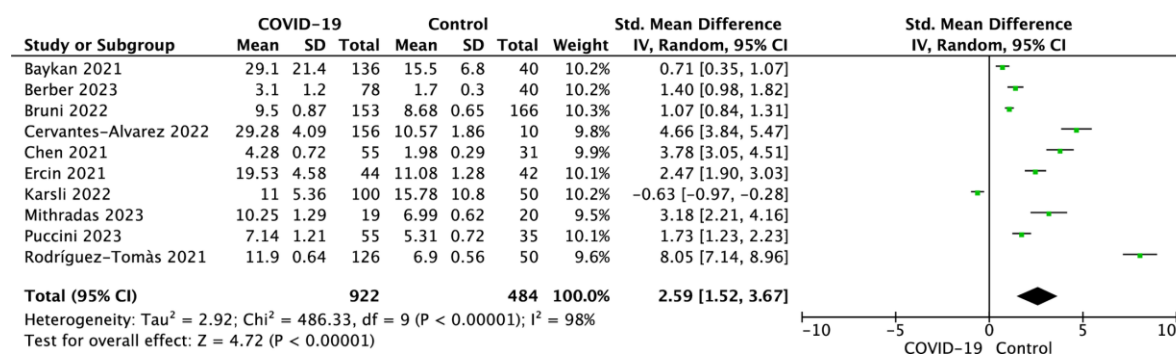 COVID-19 Control Std. Mean Difference Std. Mean Difference
Study or Subgroup Mean SD Total Mean SD Total Weight IV, Random, 95% CI IV, Random, 95% CI
Baykan 2021 29.1 21.4 136 15.5 6.8 40 10.2% 0.71 [0.35, 1.07]
Berber 2023 3.1 1.2 78 1.7 0.3 40 10.2% 1.40 [0.98, 1.82]
Bruni 2022 9.5 0.87 153 8.68 0.65 166 10.3% 1.07 [0.84, 1.31]
Cervantes-Alvarez 2022 29.28 4.09 156 10.57 1.86 10 9.8% 4.66 [3.84, 5.47]
Chen 2021 4.28 0.72 55 1.98 0.29 31 9.9% 3.78 [3.05, 4.51]
Ercin 2021 19.53 4.58 44 11.08 1.28 42 10.1% 2.47 [1.90, 3.03]
Karsli 2022 11 5.36 100 15.78 10.8 50 10.2% -0.63 [-0.97, -0.28]
Mithradas 2023 10.25 1.29 19 6.99 0.62 20 9.5% 3.18 [2.21, 4.16]
Puccini 2023 7.14 1.21 55 5.31 0.72 35 10.1% 1.73 [1.23, 2.23]
Rodríguez-Tomàs 2021 11.9 0.64 126 6.9 0.56 50 9.6% 8.05 [7.14, 8.96]
Total (95% CI) 922 484 100.0% 2.59 [1.52, 3.67]
Heterogeneity: Tau² = 2.92; Chi² = 486.33, df = 9 (P < 0.00001); I² = 98%
Test for overall effect: Z = 4.72 (P < 0.00001)
-10 -5 0 5 10
COVID-19 Control